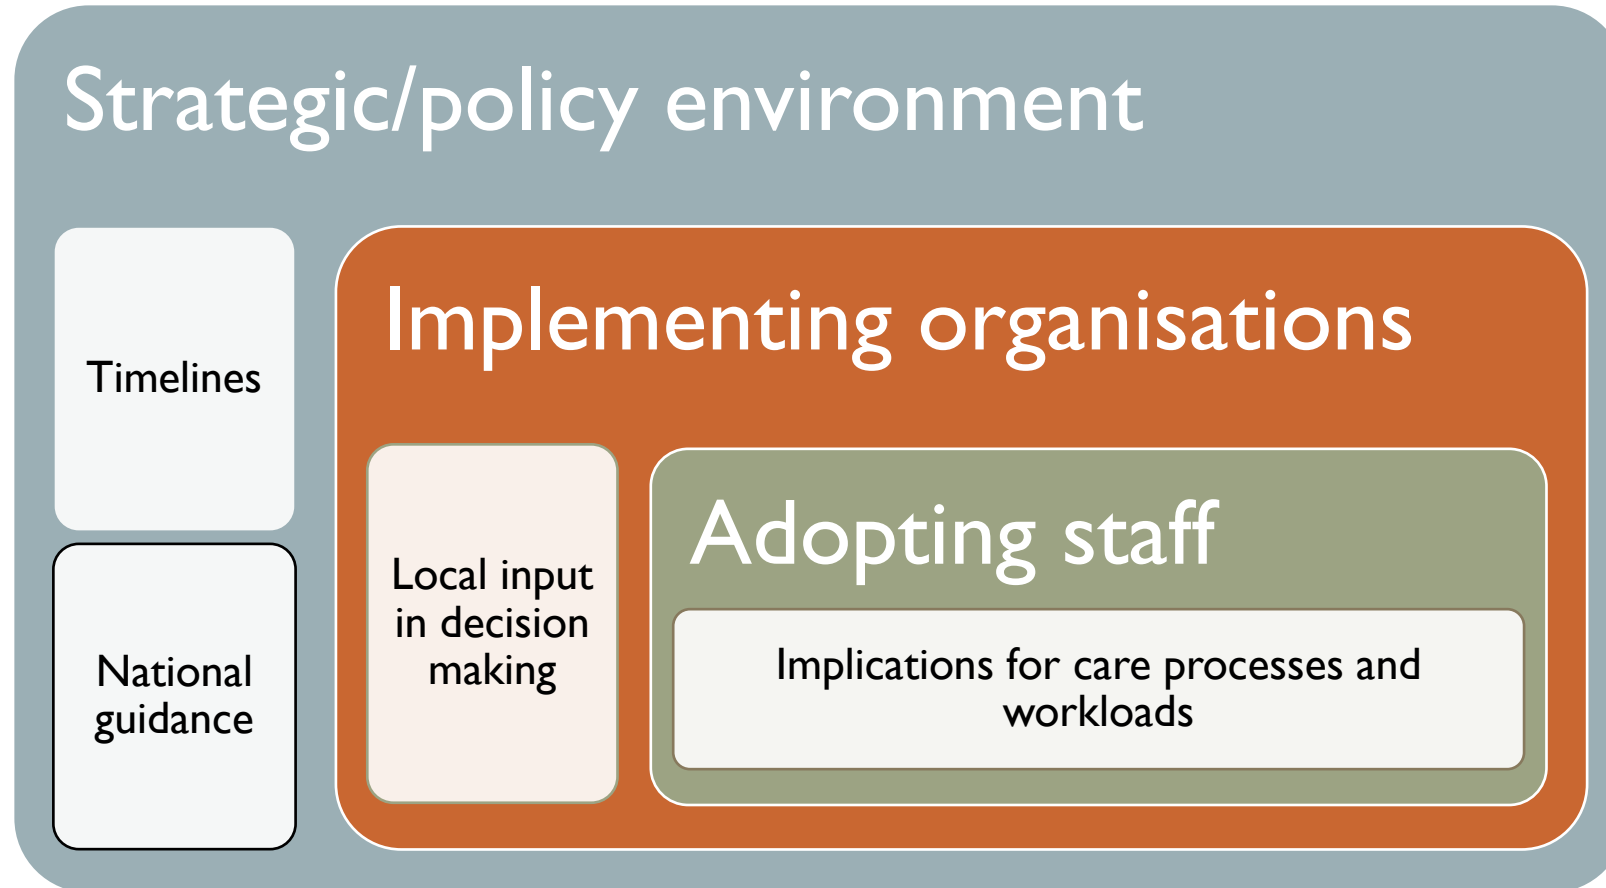 Strategic/policy environment
Timelines
National
guidance
Implementing organisations
Local input
in decision
making
Adopting staff
Implications for care processes and
workloads